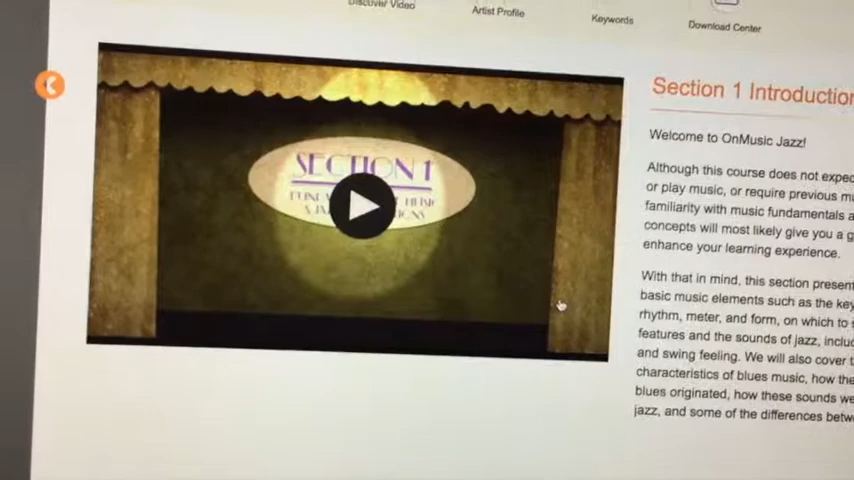 Discover Video
Artist Profile
Keywords
Download Center
SECTION 1
Section 1 Introduction
Welcome to OnMusic Jazz!
Although this course does not expec
or play music, or require previous mu
familiarity with music fundamentals a
concepts will most likely give you a g
enhance your learning experience.
With that in mind, this section present
basic music elements such as the key
rhythm, meter, and form, on which to
features and the sounds of jazz, includ
and swing feeling. We will also cover t
characteristics of blues music, how the
blues originated, how these sounds we
jazz, and some of the differences betw